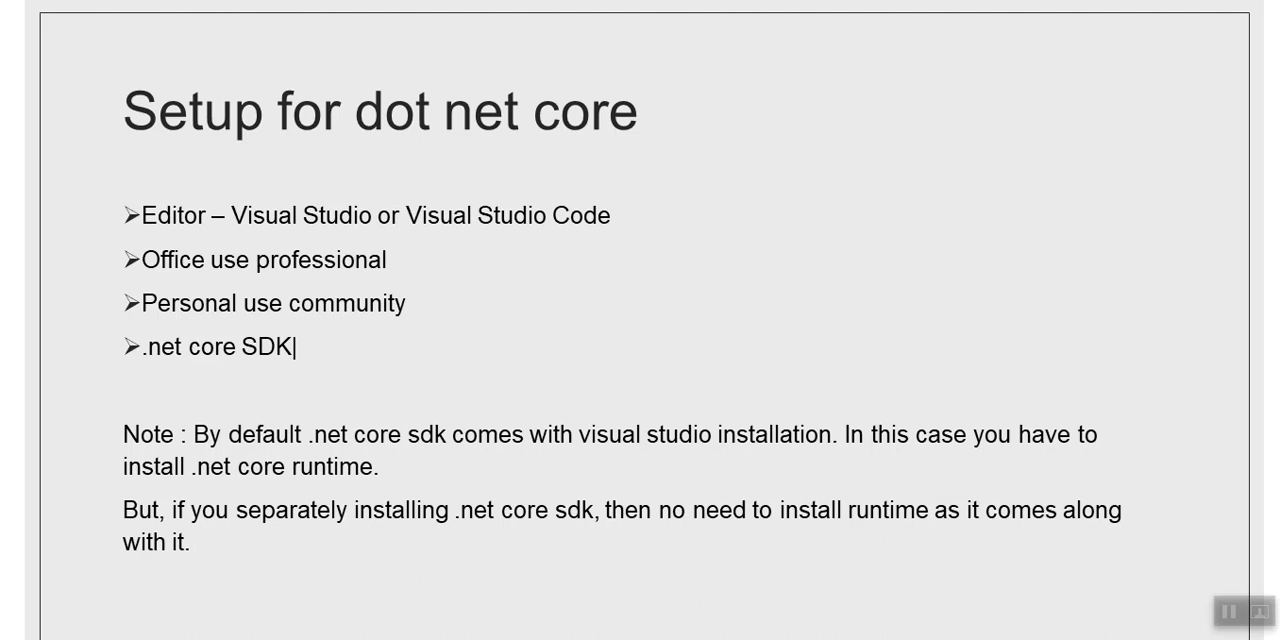 Setup for dot net core
➢Editor – Visual Studio or Visual Studio Code
➢Office use professional
➢Personal use community
➢.net core SDK
Note : By default .net core sdk comes with visual studio installation. In this case you have to
install .net core runtime.
But, if you separately installing .net core sdk, then no need to install runtime as it comes along
with it.